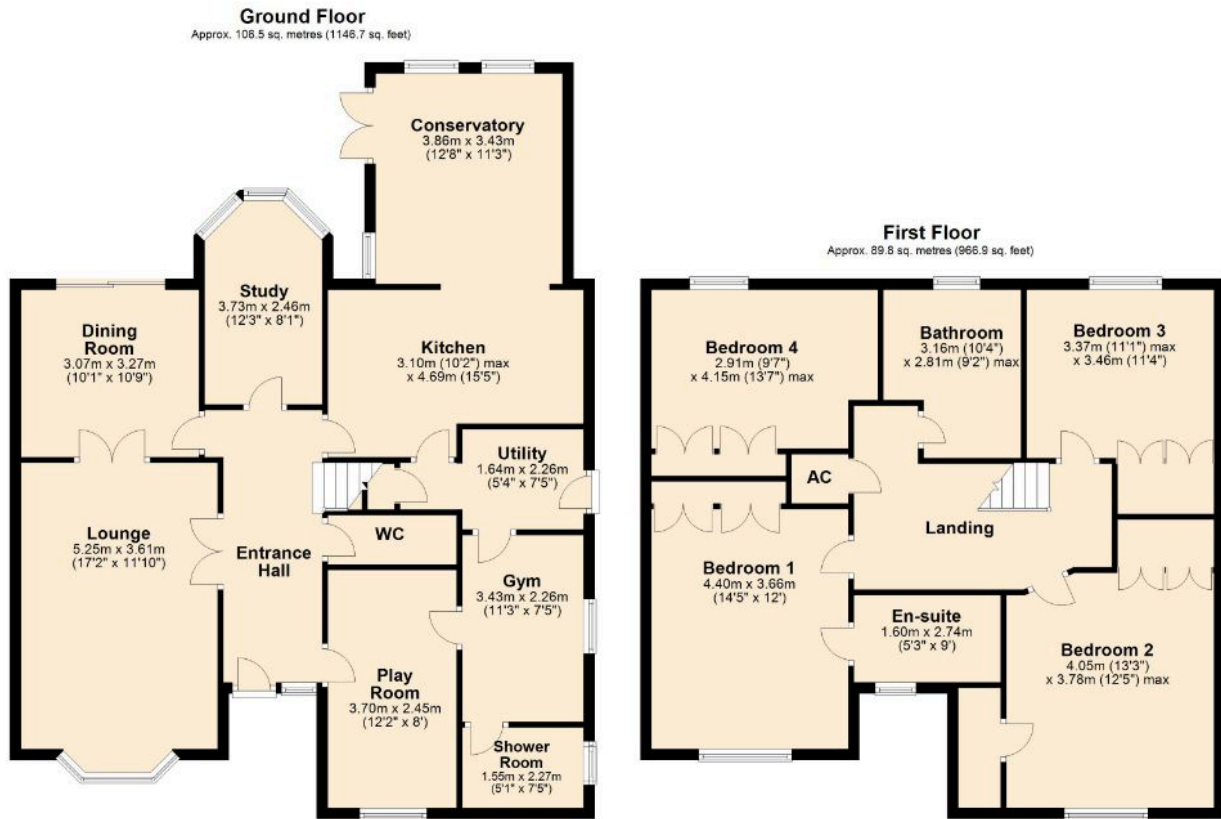 Ground Floor
Approx. 106.5 sq. metres (1146.7 sq. feet)
Conservatory
3.86m x 3.43m
(12'8" x 11'3")
Study
3.73m x 2.46m
(12'3" x 8'1")
Dining
Room
3.07m x 3.27m
(10'1" x 10'9")
Kitchen
3.10m (10'2") max
x 4.69m (15'5")
Utility
1.64m x 2.26m
(5'4" x 7'5")
Lounge
5.25m x 3.61m
(17'2" x 11'10")
Entrance
Hall
WC
Gym
3.43m x 2.26m
(11'3" x 7'5")
Play
Room
3.70m x 2.45m
(12'2" x 8')
Shower
Room
1.55m x 2.27m
(5'1" x 7'5")
First Floor
Approx. 89.8 sq. metres (966.9 sq. feet)
Bedroom 4
2.91m (9'7")
x 4.15m (13'7") max
Bathroom
3.16m (10'4")
x 2.81m (9'2") max
Bedroom 3
3.37m (11'1") max
x 3.46m (11'4")
AC
Landing
Bedroom 1
4.40m x 3.66m
(14'5" x 12')
En-suite
1.60m x 2.74m
(5'3" x 9')
Bedroom 2
4.05m (13'3")
x 3.78m (12'5") max